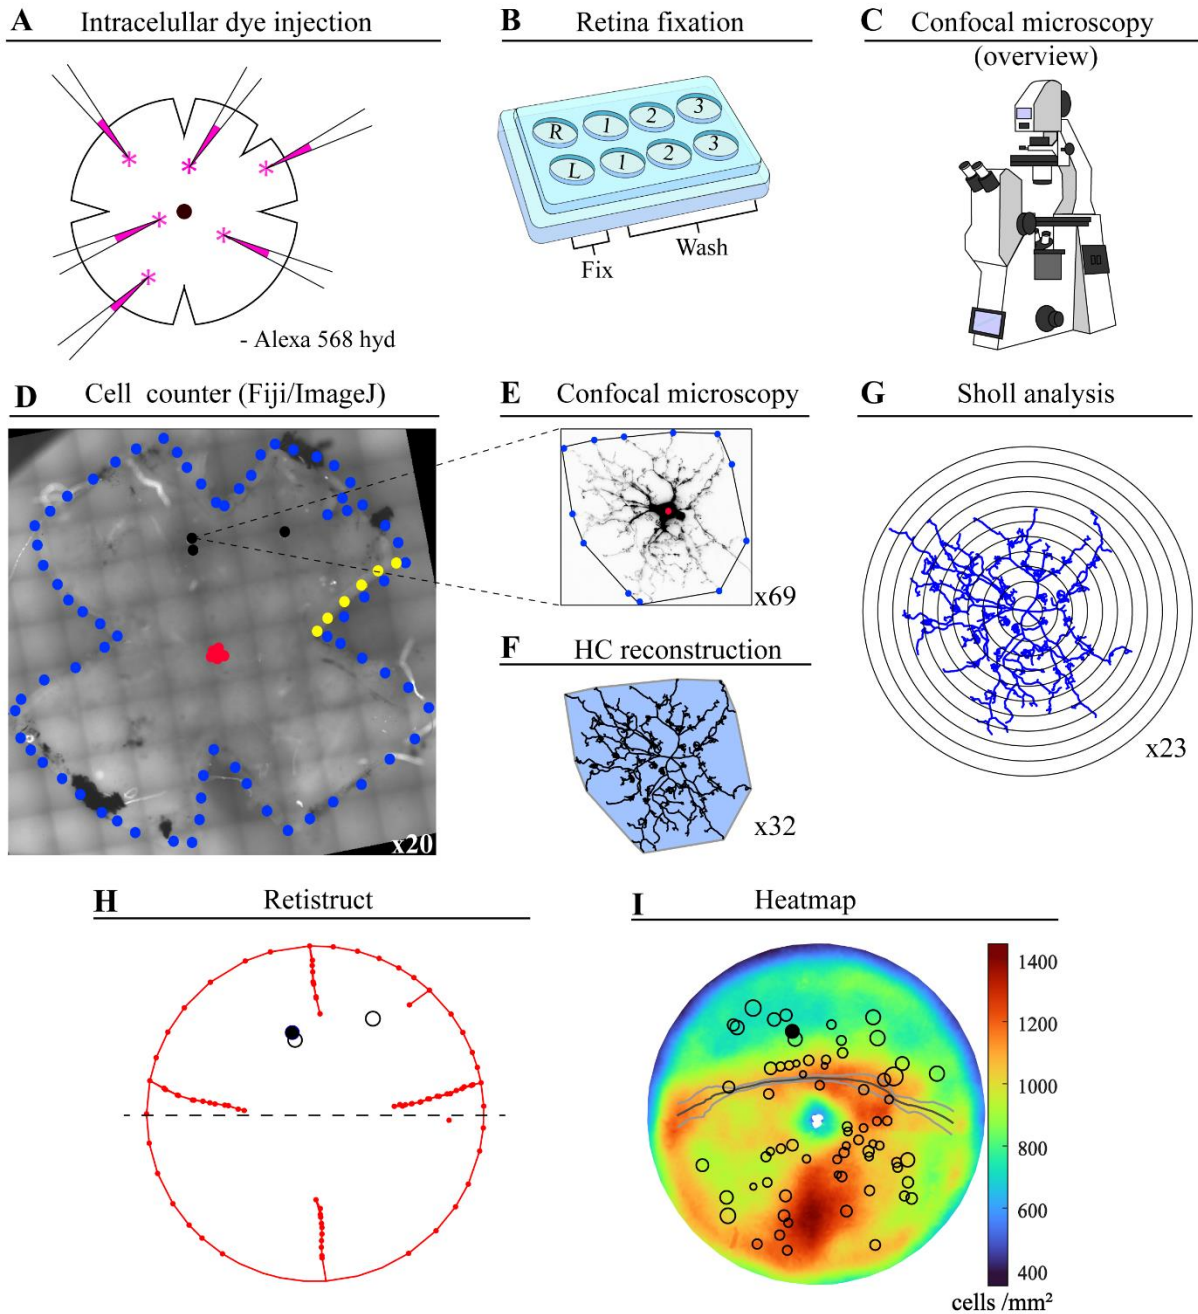 A Intracelullar dye injection
- Alexa 568 hyd
B Retina fixation
R 1 2 3
L 1 2 3
Fix
Wash
C Confocal microscopy
(overview)
D Cell counter (Fiji/ImageJ)
x20
E Confocal microscopy
x69
F HC reconstruction
x32
G Sholl analysis
x23
H Retistruct
I Heatmap
1400
1200
1000
800
600
400
cells /mm²